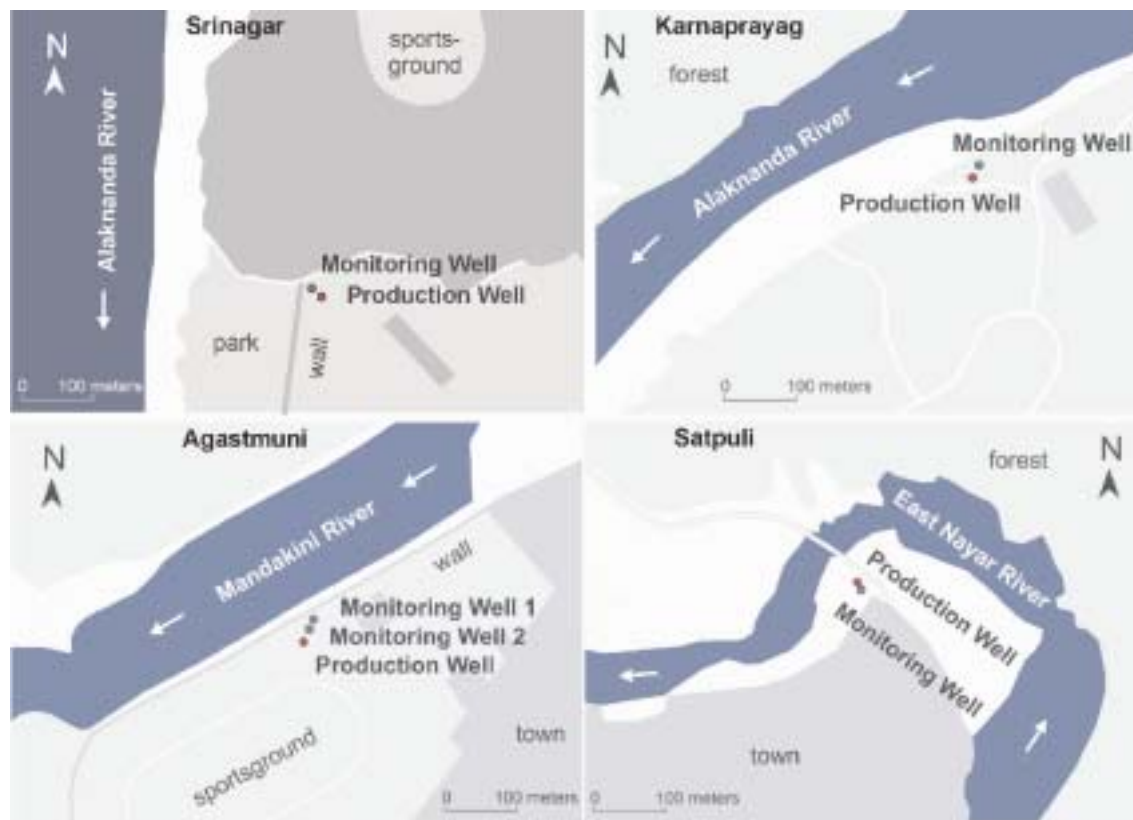 Srinagar
N
sports-
ground
Alaknanda River
Monitoring Well
Production Well
park
wall
0 100 meters
Karnaprayag
N
forest
Alaknanda River
Monitoring Well
Production Well
0 100 meters
Agastmuni
N
Mandakini River
wall
Monitoring Well 1
Monitoring Well 2
Production Well
sportsground
town
0 100 meters
Satpuli
forest
N
East Nayar River
Production Well
Monitoring Well
town
0 100 meters